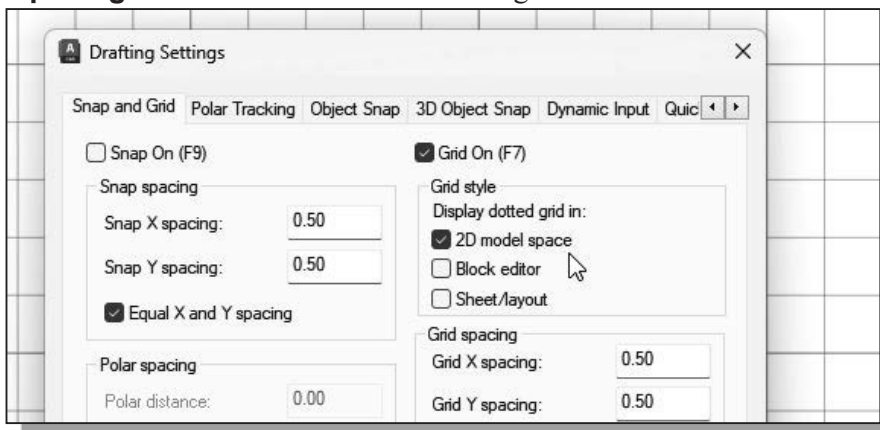 Drafting Settings
Snap and Grid Polar Tracking Object Snap 3D Object Snap Dynamic Input Quic
Snap On (F9)
Snap spacing
Snap X spacing: 0.50
Snap Y spacing: 0.50
Equal X and Y spacing
Polar spacing
Polar distance: 0.00
Grid On (F7)
Grid style
Display dotted grid in:
2D model space
Block editor
Sheet/layout
Grid spacing
Grid X spacing: 0.50
Grid Y spacing: 0.50